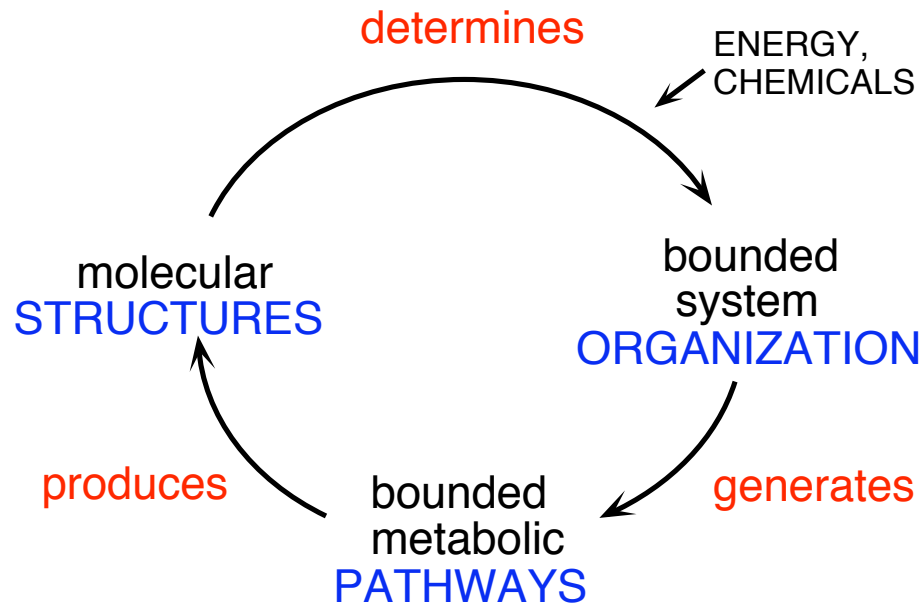 determines
ENERGY,
CHEMICALS
molecular
STRUCTURES
bounded
system
ORGANIZATION
produces
generates
bounded
metabolic
PATHWAYS